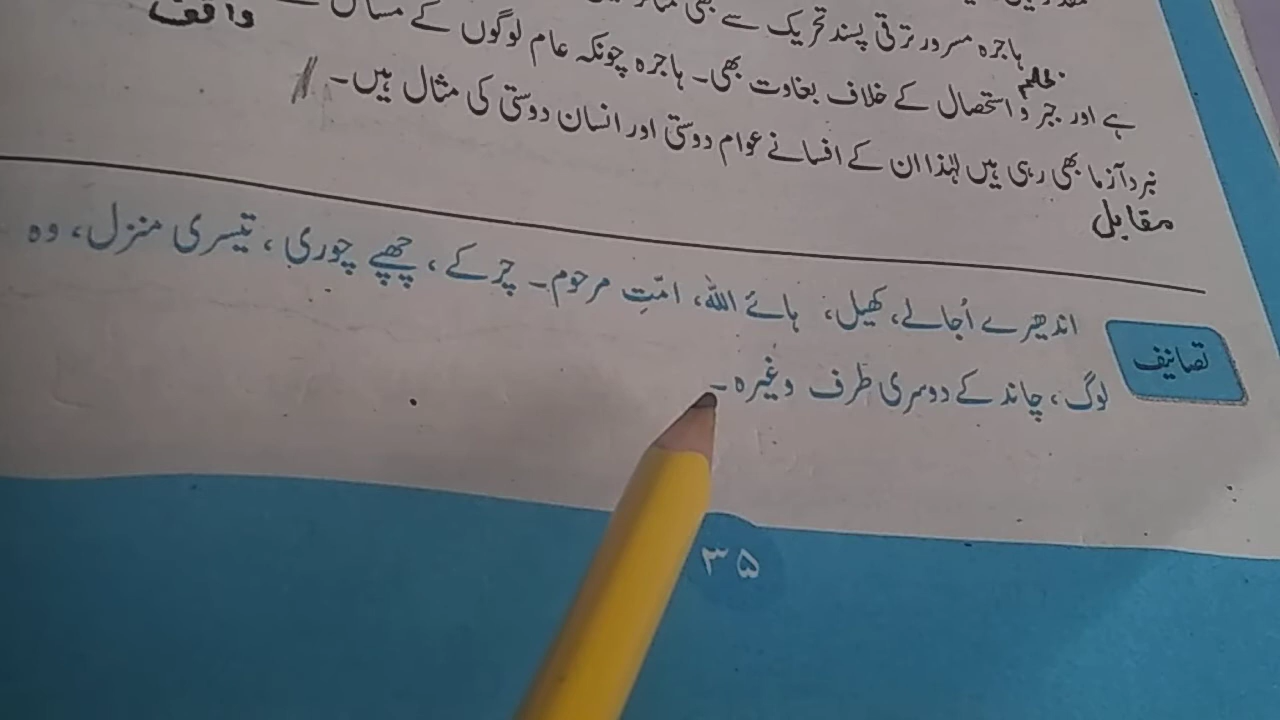 واقف
ہاجرہ مسرور ترقی پسند تحریک سے بھی
ظلم
ہے اور جبر و استحصال کے خلاف بغاوت بھی۔ ہاجرہ چونکہ عام لوگوں کے مسائل سے
نبرد آزما بھی رہی ہیں لہٰذا ان کے افسانے عوام دوستی اور انسان دوستی کی مثال ہیں۔
مقابل
تصانیف
اندھیرے اُجالے، کھیل، ہائے اللہ، امّتِ مرحوم۔ چرکے، چھپے چوری، تیسری منزل، وہ
لوگ، چاند کے دوسری طرف وغیرہ۔
۳۵